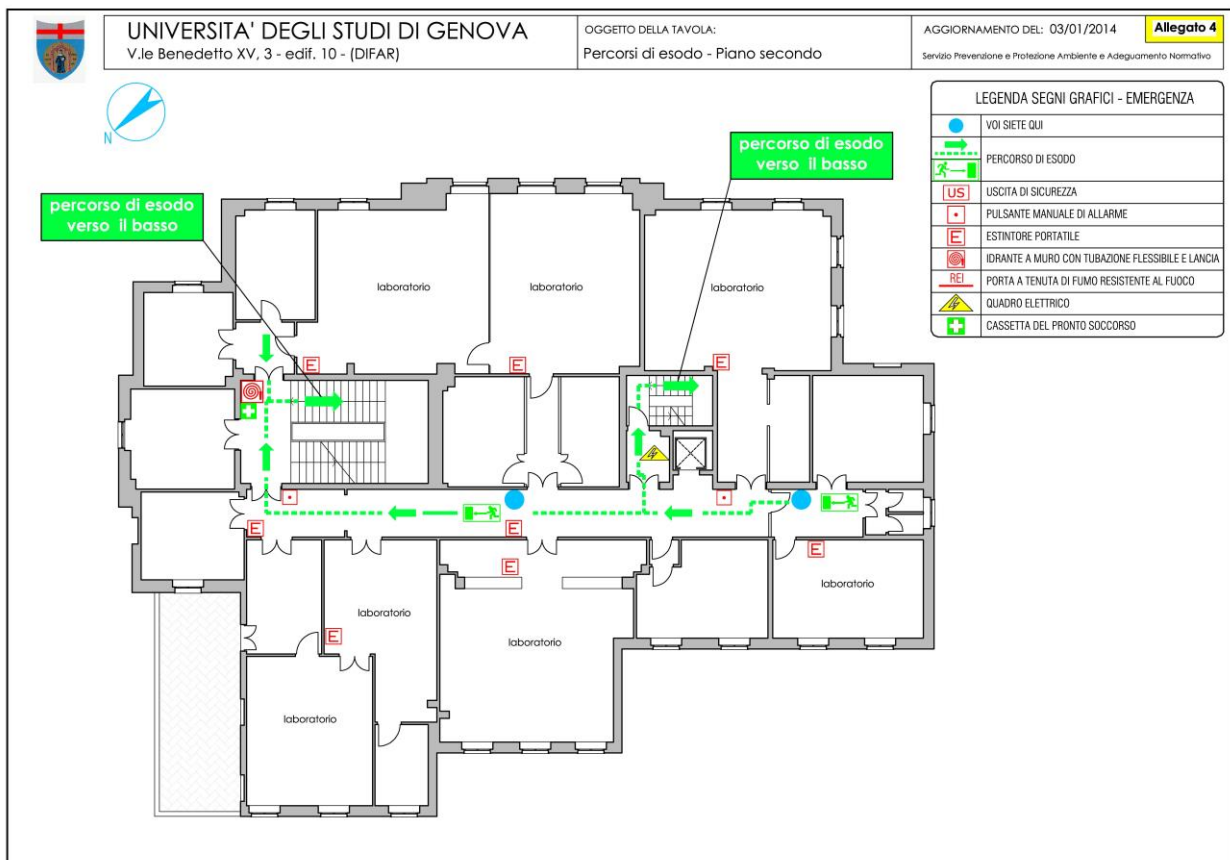 UNIVERSITA' DEGLI STUDI DI GENOVA
V.le Benedetto XV, 3 - edif. 10 - (DIFAR)
OGGETTO DELLA TAVOLA:
Percorsi di esodo - Piano secondo
AGGIORNAMENTO DEL: 03/01/2014
Allegato 4
Servizio Prevenzione e Protezione Ambiente e Adeguamento Normativo
N
LEGENDA SEGNI GRAFICI - EMERGENZA
VOI SIETE QUI
PERCORSO DI ESODO
US
USCITA DI SICUREZZA
PULSANTE MANUALE DI ALLARME
E
ESTINTORE PORTATILE
IDRANTE A MURO CON TUBAZIONE FLESSIBILE E LANCIA
REI
PORTA A TENUTA DI FUMO RESISTENTE AL FUOCO
QUADRO ELETTRICO
CASSETTA DEL PRONTO SOCCORSO
percorso di esodo
verso il basso
percorso di esodo
verso il basso
laboratorio
laboratorio
laboratorio
E
E
E
E
E
E
E
E
laboratorio
laboratorio
laboratorio
laboratorio